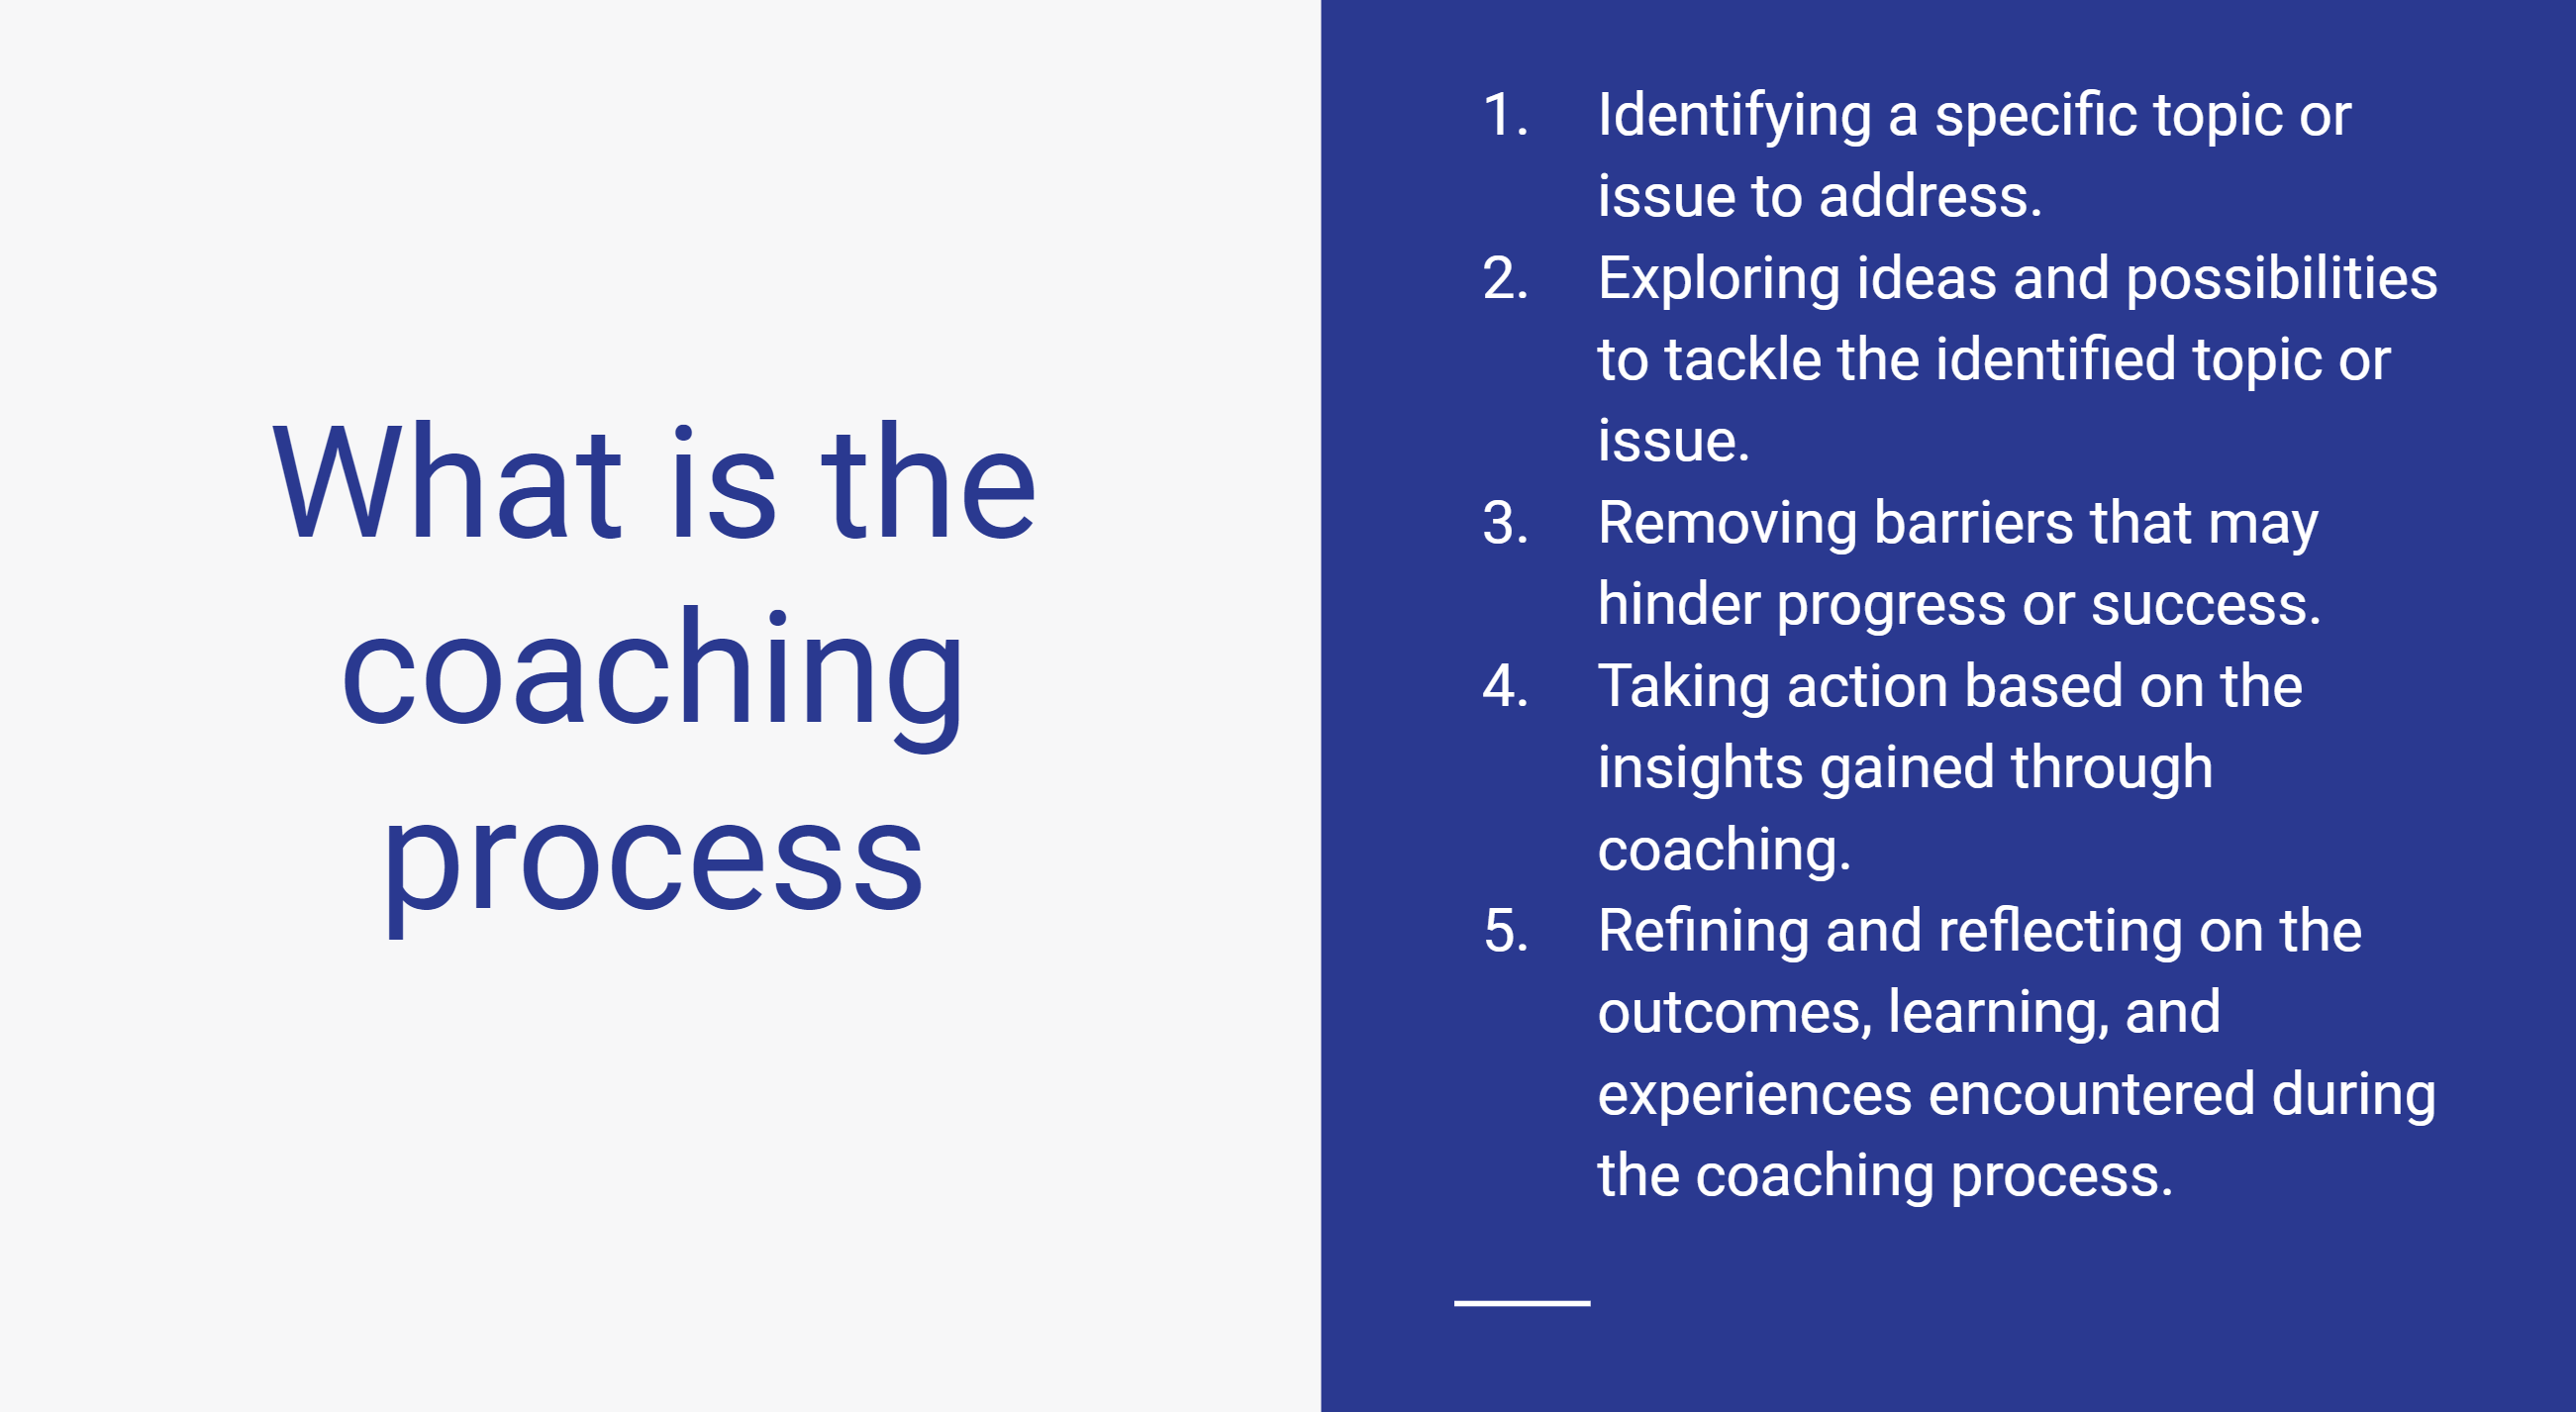 What is the
coaching
process
1. Identifying a specific topic or
issue to address.
2. Exploring ideas and possibilities
to tackle the identified topic or
issue.
3. Removing barriers that may
hinder progress or success.
4. Taking action based on the
insights gained through
coaching.
5. Refining and reflecting on the
outcomes, learning, and
experiences encountered during
the coaching process.